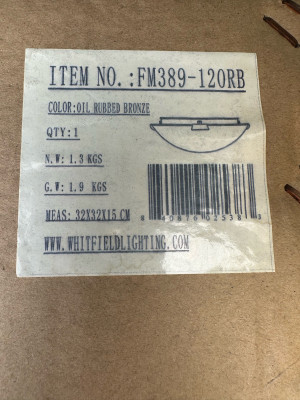 ITEM NO.:FM389-120RB
COLOR:OIL RUBBED BRONZE
QTY:1
N.W: 1.3 KGS
G.W: 1.9 KGS
MEAS: 32X32X15 CM
WWW.WHITFIELDLIGHTING.COM